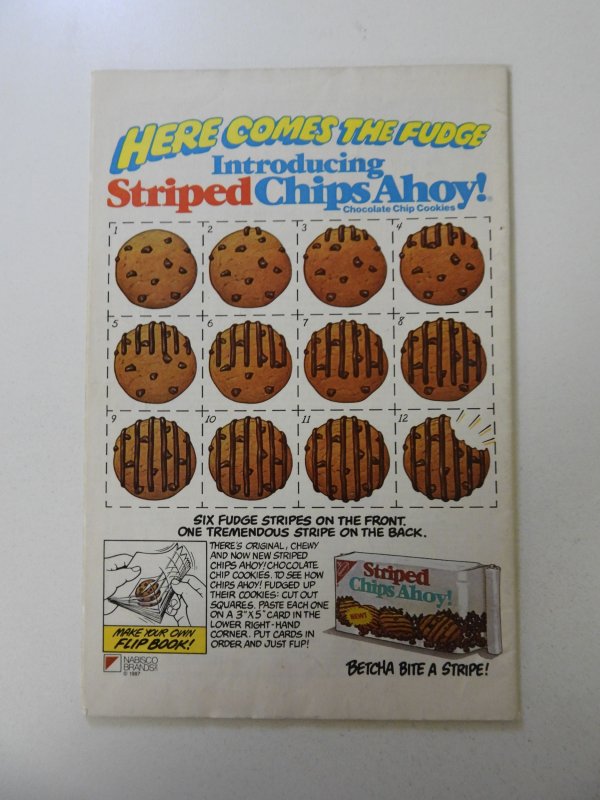 HERE COMES THE FUDGE
Introducing
Striped Chips Ahoy!®
Chocolate Chip Cookies
1 2 3 4
5 6 7 8
9 10 11 12
SIX FUDGE STRIPES ON THE FRONT.
ONE TREMENDOUS STRIPE ON THE BACK.
THERE'S ORIGINAL, CHEWY
AND NOW NEW STRIPED
CHIPS AHOY! CHOCOLATE
CHIP COOKIES. TO SEE HOW
CHIPS AHOY! FUDGED UP
THEIR COOKIES: CUT OUT
SQUARES. PASTE EACH ONE
ON A 3"X5" CARD IN THE
LOWER RIGHT-HAND
CORNER. PUT CARDS IN
ORDER AND JUST FLIP!
MAKE YOUR OWN
FLIP BOOK!
NABISCO
BRANDS
© 1987
Striped
Chips Ahoy!
NEW!
BETCHA BITE A STRIPE!